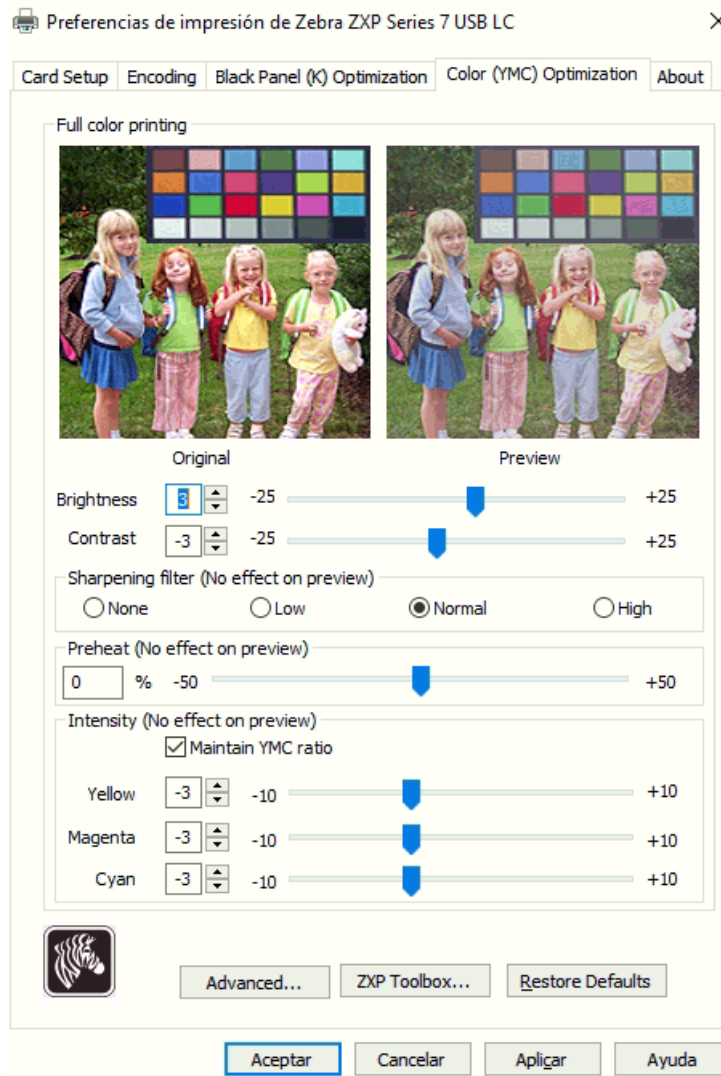 Preferencias de impresión de Zebra ZXP Series 7 USB LC
Card Setup Encoding Black Panel (K) Optimization Color (YMC) Optimization About
Full color printing
Original Preview
Brightness 3 -25 +25
Contrast -3 -25 +25
Sharpening filter (No effect on preview)
None Low Normal High
Preheat (No effect on preview)
0 % -50 +50
Intensity (No effect on preview)
Maintain YMC ratio
Yellow -3 -10 +10
Magenta -3 -10 +10
Cyan -3 -10 +10
Advanced... ZXP Toolbox... Restore Defaults
Aceptar Cancelar Aplicar Ayuda